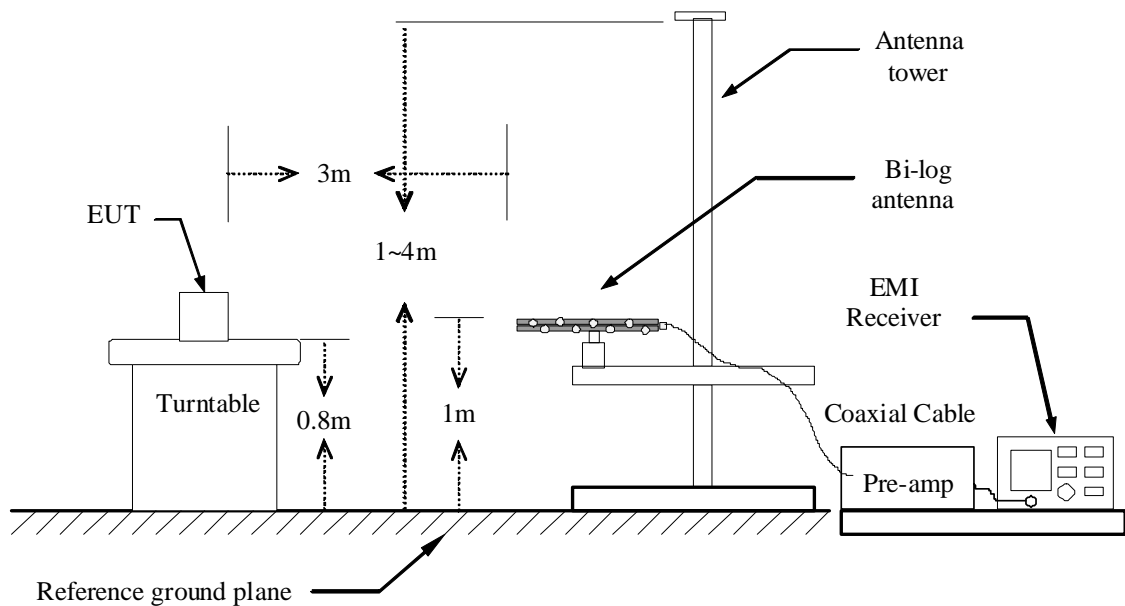 Antenna
tower
3m
Bi-log
antenna
EUT
1~4m
EMI
Receiver
Turntable
0.8m
1m
Coaxial Cable
Pre-amp
Reference ground plane